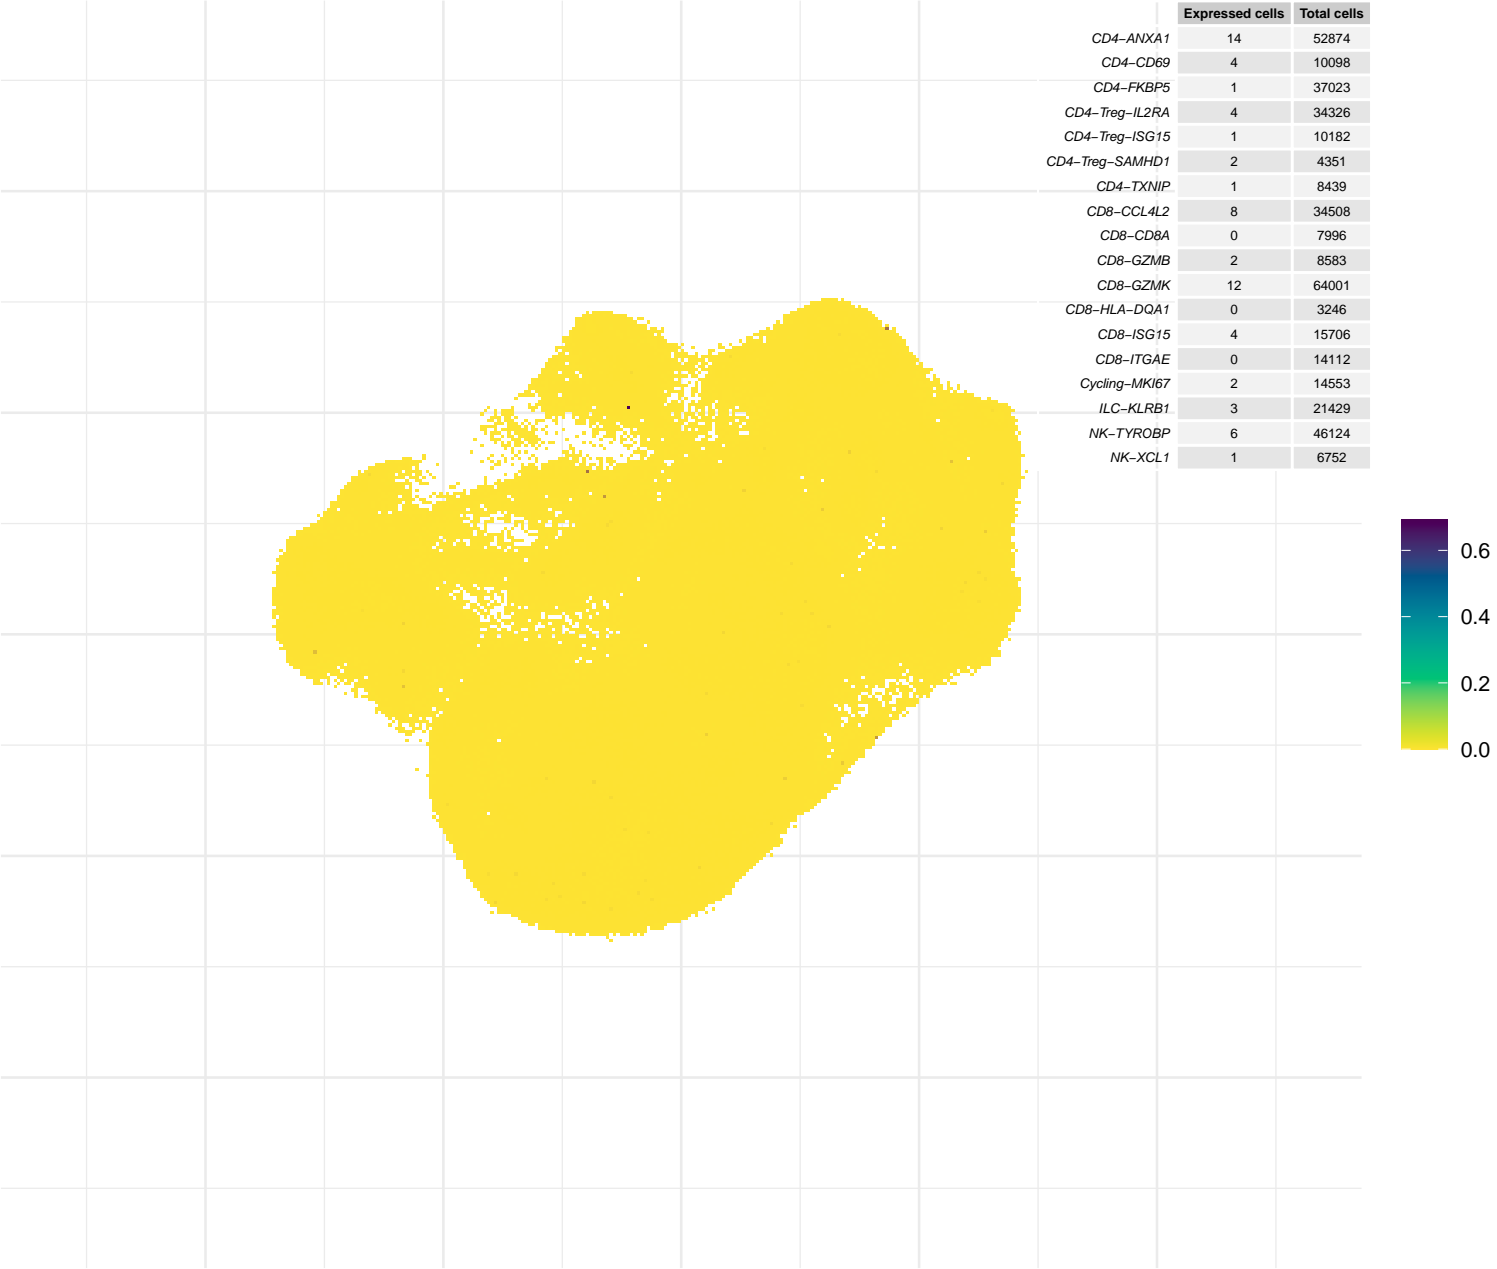 Expressed cells Total cells
CD4−ANXA1 14 52874
CD4−CD69 4 10098
CD4−FKBP5 1 37023
CD4−Treg−IL2RA 4 34326
CD4−Treg−ISG15 1 10182
CD4−Treg−SAMHD1 2 4351
CD4−TXNIP 1 8439
CD8−CCL4L2 8 34508
CD8−CD8A 0 7996
CD8−GZMB 2 8583
CD8−GZMK 12 64001
CD8−HLA−DQA1 0 3246
CD8−ISG15 4 15706
CD8−ITGAE 0 14112
Cycling−MKI67 2 14553
ILC−KLRB1 3 21429
NK−TYROBP 6 46124
NK−XCL1 1 6752
0.6
0.4
0.2
0.0